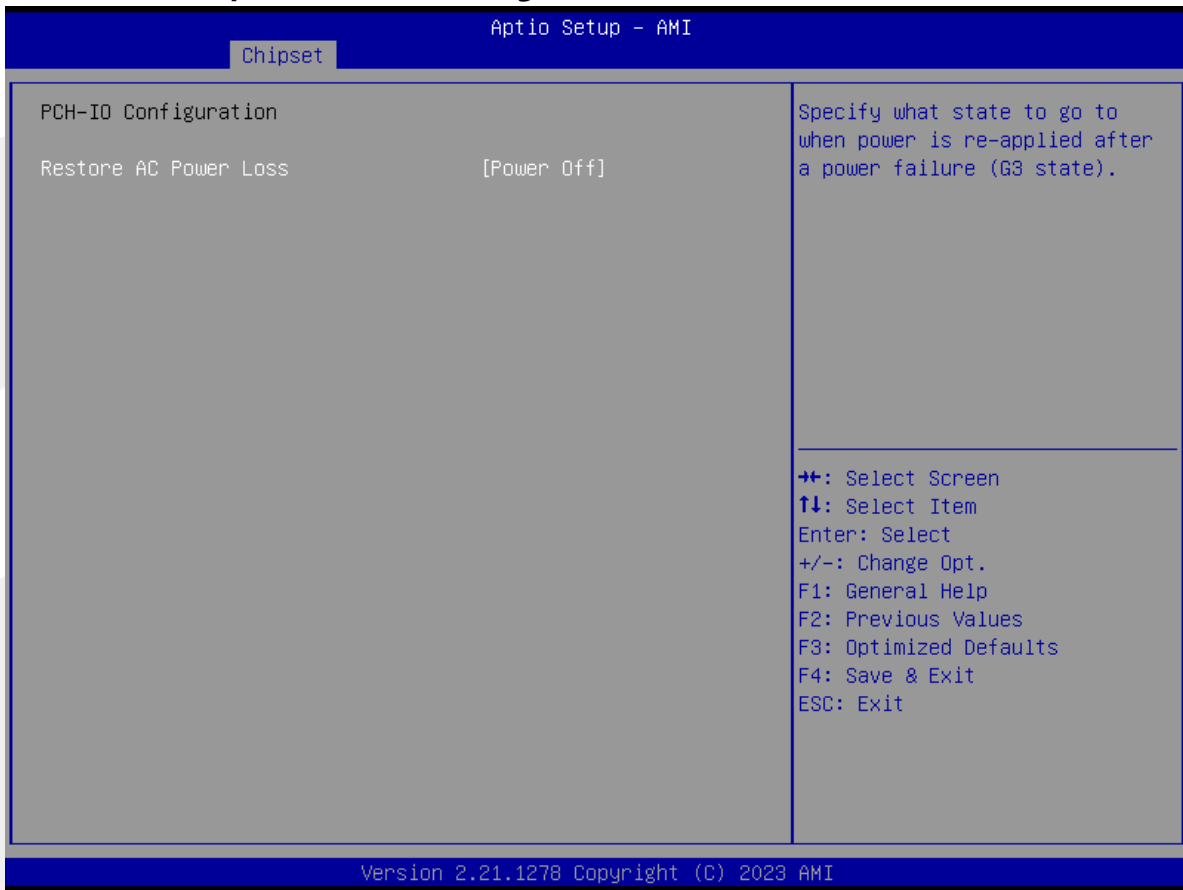 Aptio Setup - AMI
Chipset
PCH-IO Configuration
Restore AC Power Loss [Power Off]
Specify what state to go to
when power is re-applied after
a power failure (G3 state).
→←: Select Screen
↑↓: Select Item
Enter: Select
+/-: Change Opt.
F1: General Help
F2: Previous Values
F3: Optimized Defaults
F4: Save & Exit
ESC: Exit
Version 2.21.1278 Copyright (C) 2023 AMI